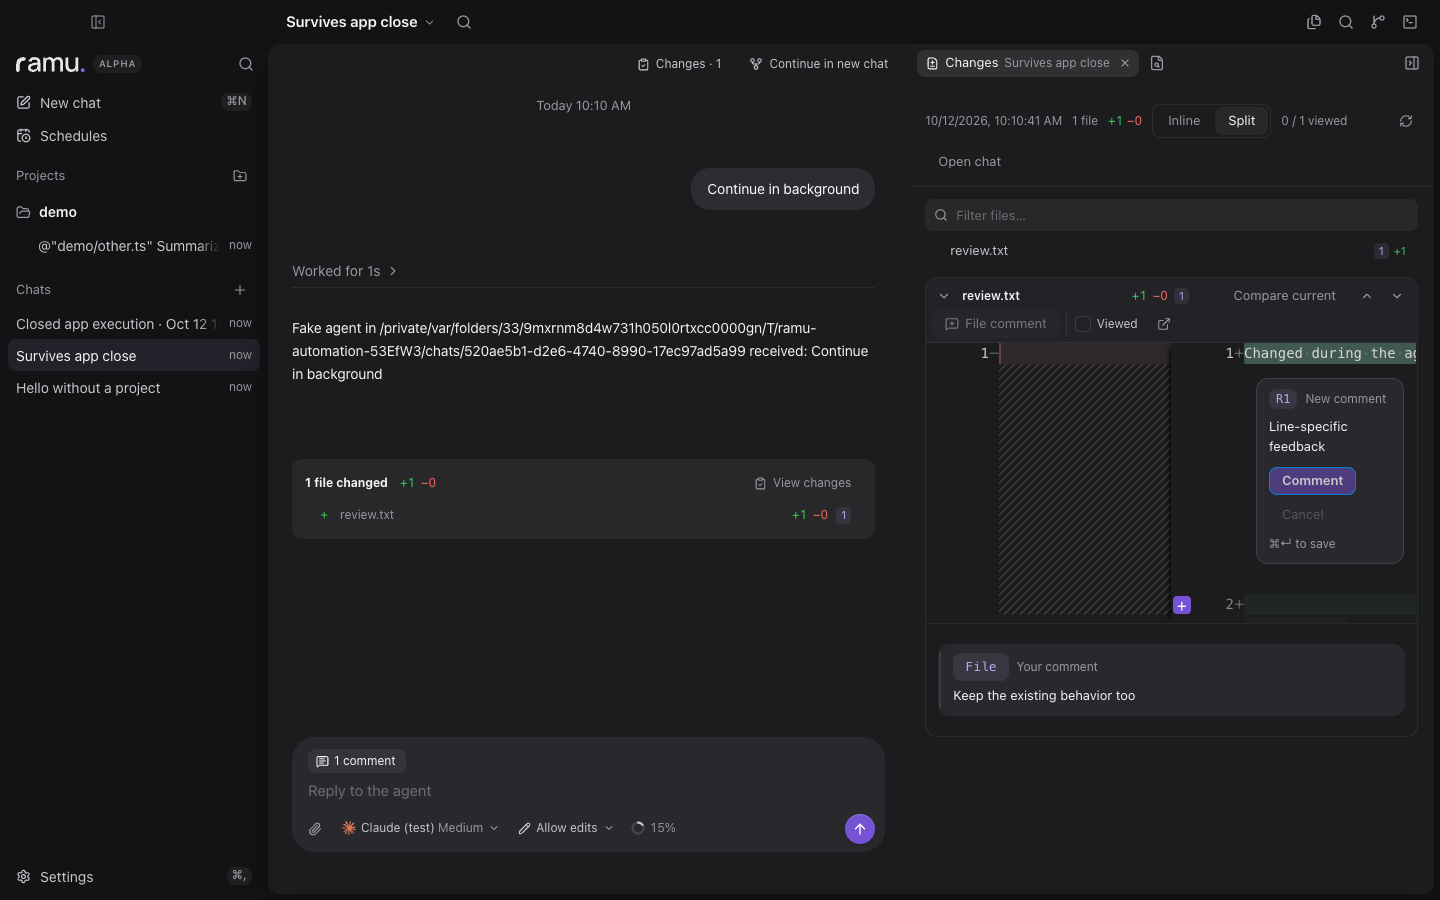 Survives app close
ramu.
ALPHA
New chat
⌘N
Schedules
Projects
demo
@"demo/other.ts" Summariz
now
Chats
Closed app execution · Oct 12 1
now
Survives app close
now
Hello without a project
now
Settings
⌘,
Changes · 1
Continue in new chat
Today 10:10 AM
Continue in background
Worked for 1s
Fake agent in /private/var/folders/33/9mxrnm8d4w731h050l0rtxcc0000gn/T/ramu-
automation-53EfW3/chats/520ae5b1-d2e6-4740-8990-17ec97ad5a99 received: Continue
in background
1 file changed +1 −0
View changes
+ review.txt
+1 −0 1
1 comment
Reply to the agent
Claude (test) Medium
Allow edits
15%
Changes Survives app close
10/12/2026, 10:10:41 AM 1 file +1 −0
Inline
Split
0 / 1 viewed
Open chat
Filter files...
review.txt
1 +1
review.txt
+1 −0 1
Compare current
File comment
Viewed
1−
1+Changed during the ag
R1 New comment
Line-specific
feedback
Comment
Cancel
⌘↵ to save
+
2+
File Your comment
Keep the existing behavior too